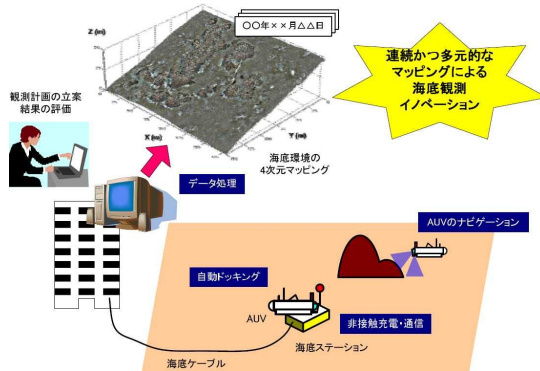 ○○年××月△△日
連続かつ多元的な
マッピングによる
海底観測
イノベーション
Z (m)
観測計画の立案
結果の評価
X (m)
Y (m)
海底環境の
4次元マッピング
データ処理
AUVのナビゲーション
自動ドッキング
AUV
非接触充電・通信
海底ステーション
海底ケーブル